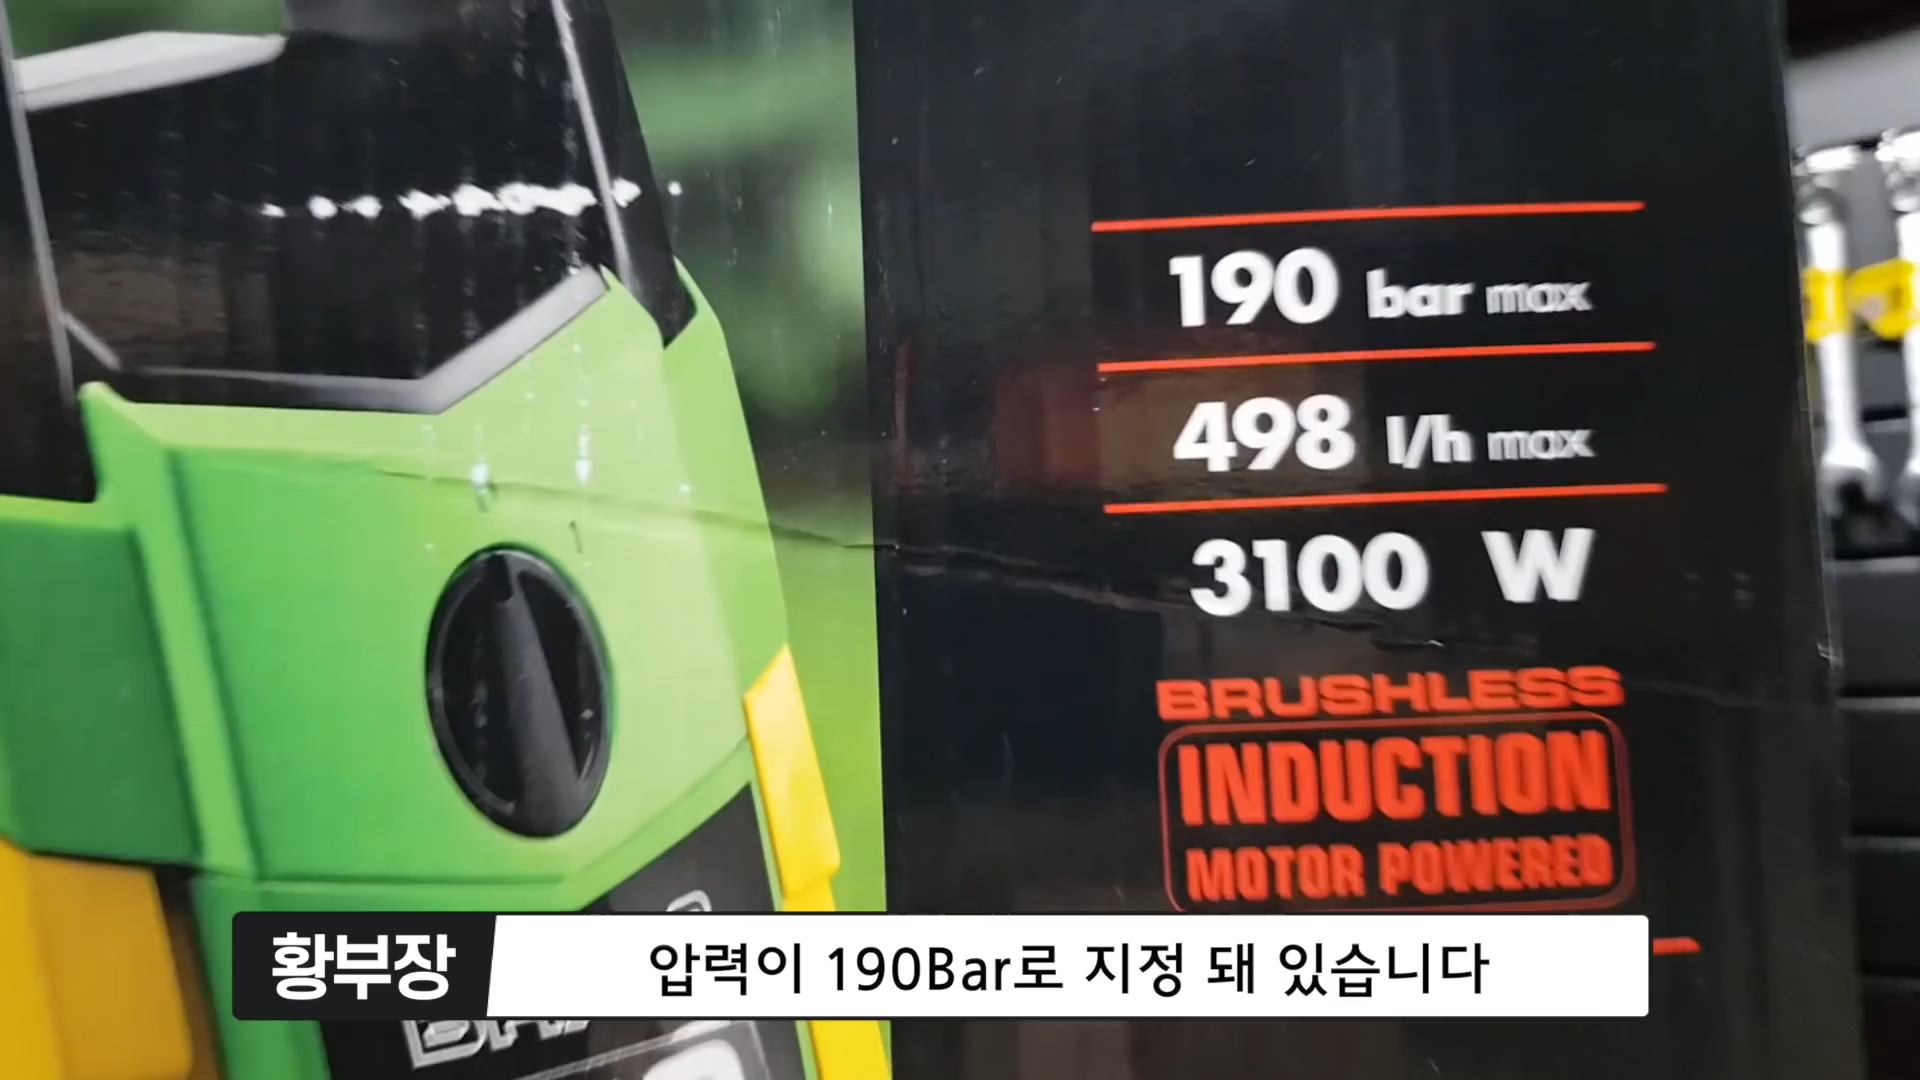 190 bar max
498 l/h max
3100 W
BRUSHLESS
INDUCTION
MOTOR POWERED
황부장
압력이 190Bar로 지정 돼 있습니다